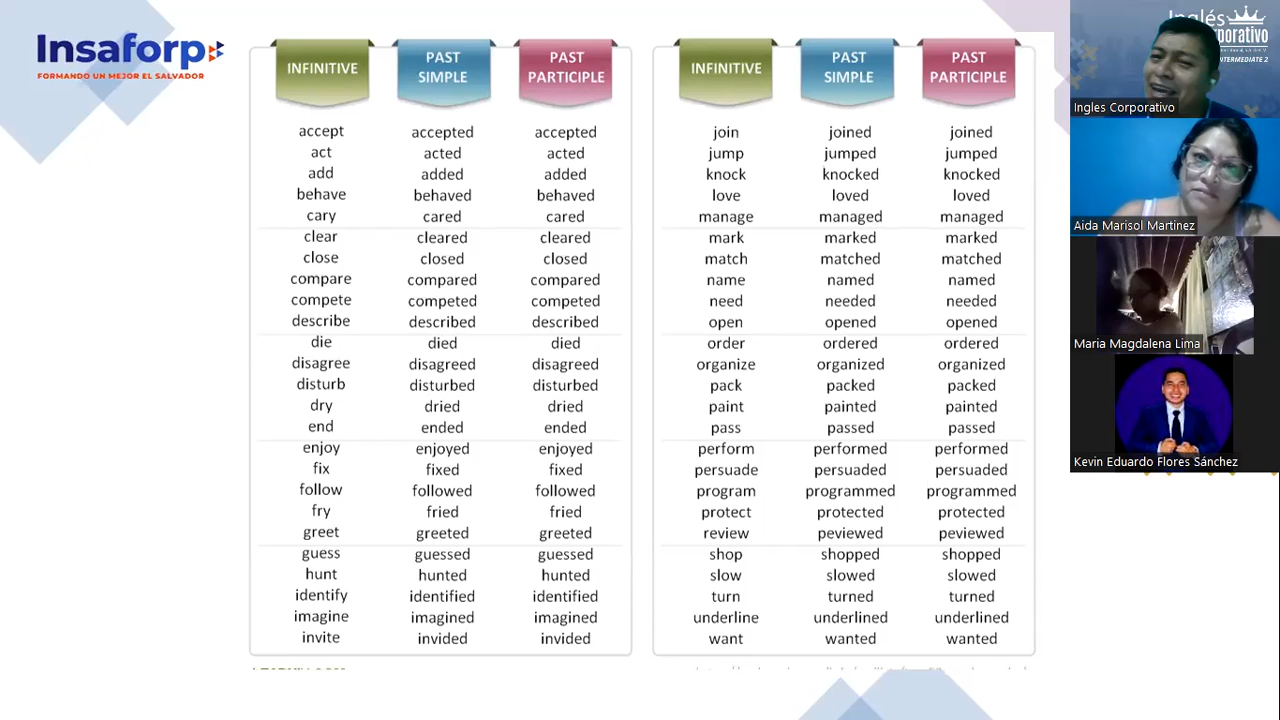 Insaforp
FORMANDO UN MEJOR EL SALVADOR
INFINITIVE PAST SIMPLE PAST PARTICIPLE
accept accepted accepted
act acted acted
add added added
behave behaved behaved
cary cared cared
clear cleared cleared
close closed closed
compare compared compared
compete competed competed
describe described described
die died died
disagree disagreed disagreed
disturb disturbed disturbed
dry dried dried
end ended ended
enjoy enjoyed enjoyed
fix fixed fixed
follow followed followed
fry fried fried
greet greeted greeted
guess guessed guessed
hunt hunted hunted
identify identified identified
imagine imagined imagined
invite invided invided
INFINITIVE PAST SIMPLE PAST PARTICIPLE
join joined joined
jump jumped jumped
knock knocked knocked
love loved loved
manage managed managed
mark marked marked
match matched matched
name named named
need needed needed
open opened opened
order ordered ordered
organize organized organized
pack packed packed
paint painted painted
pass passed passed
perform performed performed
persuade persuaded persuaded
program programmed programmed
protect protected protected
review peviewed peviewed
shop shopped shopped
slow slowed slowed
turn turned turned
underline underlined underlined
want wanted wanted
Inglés
INTERMEDIATE 2
Ingles Corporativo
Aida Marisol Martinez
Maria Magdalena Lima
Kevin Eduardo Flores Sánchez